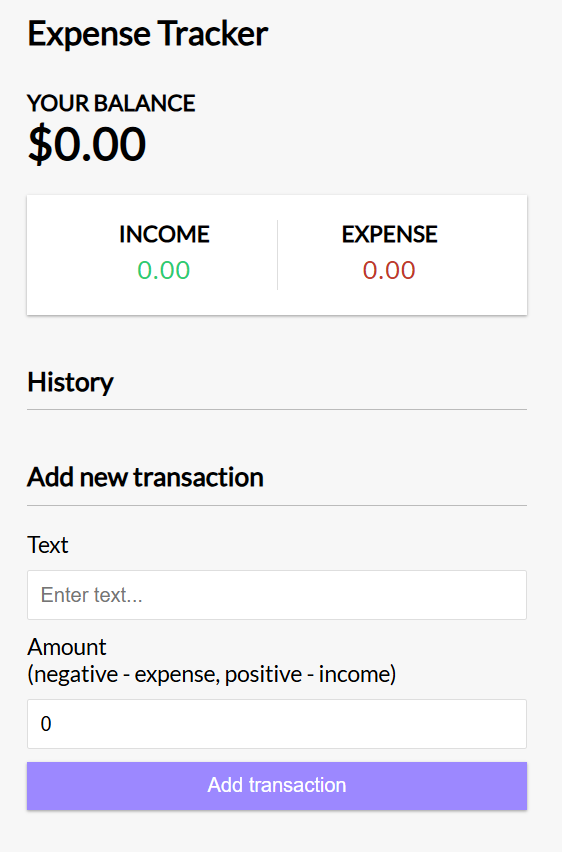 Expense Tracker
YOUR BALANCE
$0.00
INCOME
0.00
EXPENSE
0.00
History
Add new transaction
Text
Enter text...
Amount
(negative - expense, positive - income)
0
Add transaction